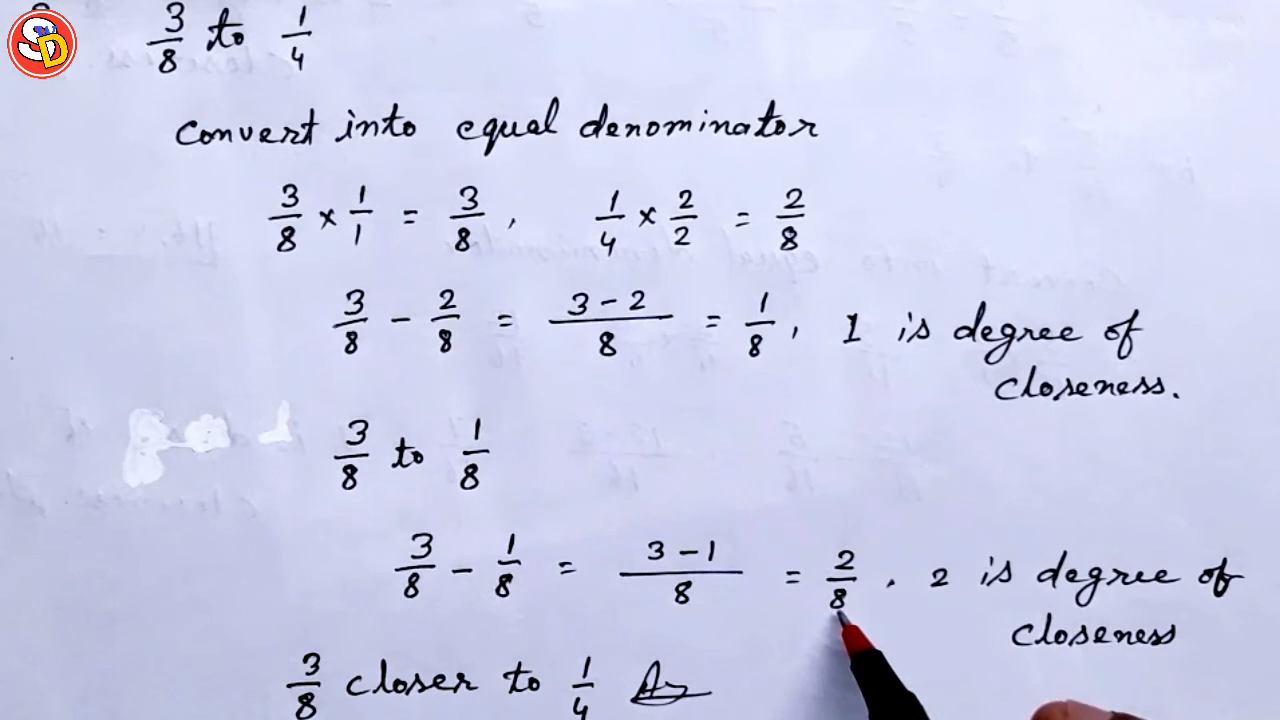 SD
3/8 to 1/4
convert into equal denominator
3/8 × 1/1 = 3/8 , 1/4 × 2/2 = 2/8
3/8 - 2/8 = 3-2/8 = 1/8 , 1 is degree of
closeness.
3/8 to 1/8
3/8 - 1/8 = 3-1/8 = 2/8 . 2 is degree of
closeness
3/8 closer to 1/4